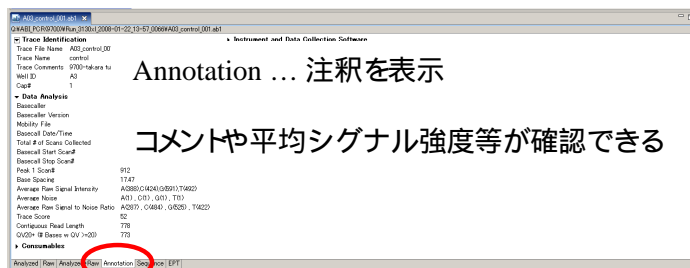 A03_control_001.ab1
Q:¥ABI_PCR9700¥Run_3130xl_2008-01-22_13-57_0066¥A03_control_001.ab1
Trace Identification
Instrument and Data Collection Software
Trace File Name A03_control_00
Trace Name control
Trace Comments 9700-takara tu
Well ID A3
Cap# 1
Annotation … 注釈を表示
Data Analysis
Basecaller
Basecaller Version
Mobility File
Basecall Date/Time
Total # of Scans Collected
Basecall Start Scan#
Basecall Stop Scan#
コメントや平均シグナル強度等が確認できる
Peak 1 Scan# 912
Base Spacing 17.47
Average Raw Signal Intensity A(388),C(424),G(591),T(492)
Average Noise A(1) , C(1) , G(1) , T(1)
Average Raw Signal to Noise Ratio A(287) , C(484) , G(525) , T(422)
Trace Score 52
Contiguous Read Length 778
QV20+ (# Bases w QV >=20) 773
Consumables
Analyzed Raw Analyzed+Raw Annotation Sequence EPT